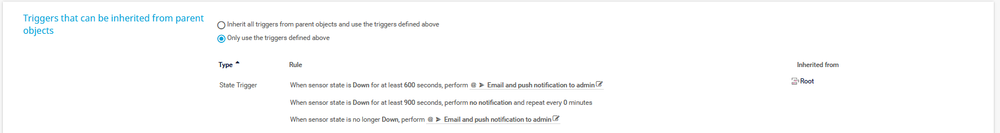 Triggers that can be inherited from parent
objects
Inherit all triggers from parent objects and use the triggers defined above
Only use the triggers defined above
Type Rule Inherited from
State Trigger When sensor state is Down for at least 600 seconds, perform @ Email and push notification to admin Root
When sensor state is Down for at least 900 seconds, perform no notification and repeat every 0 minutes
When sensor state is no longer Down, perform @ Email and push notification to admin